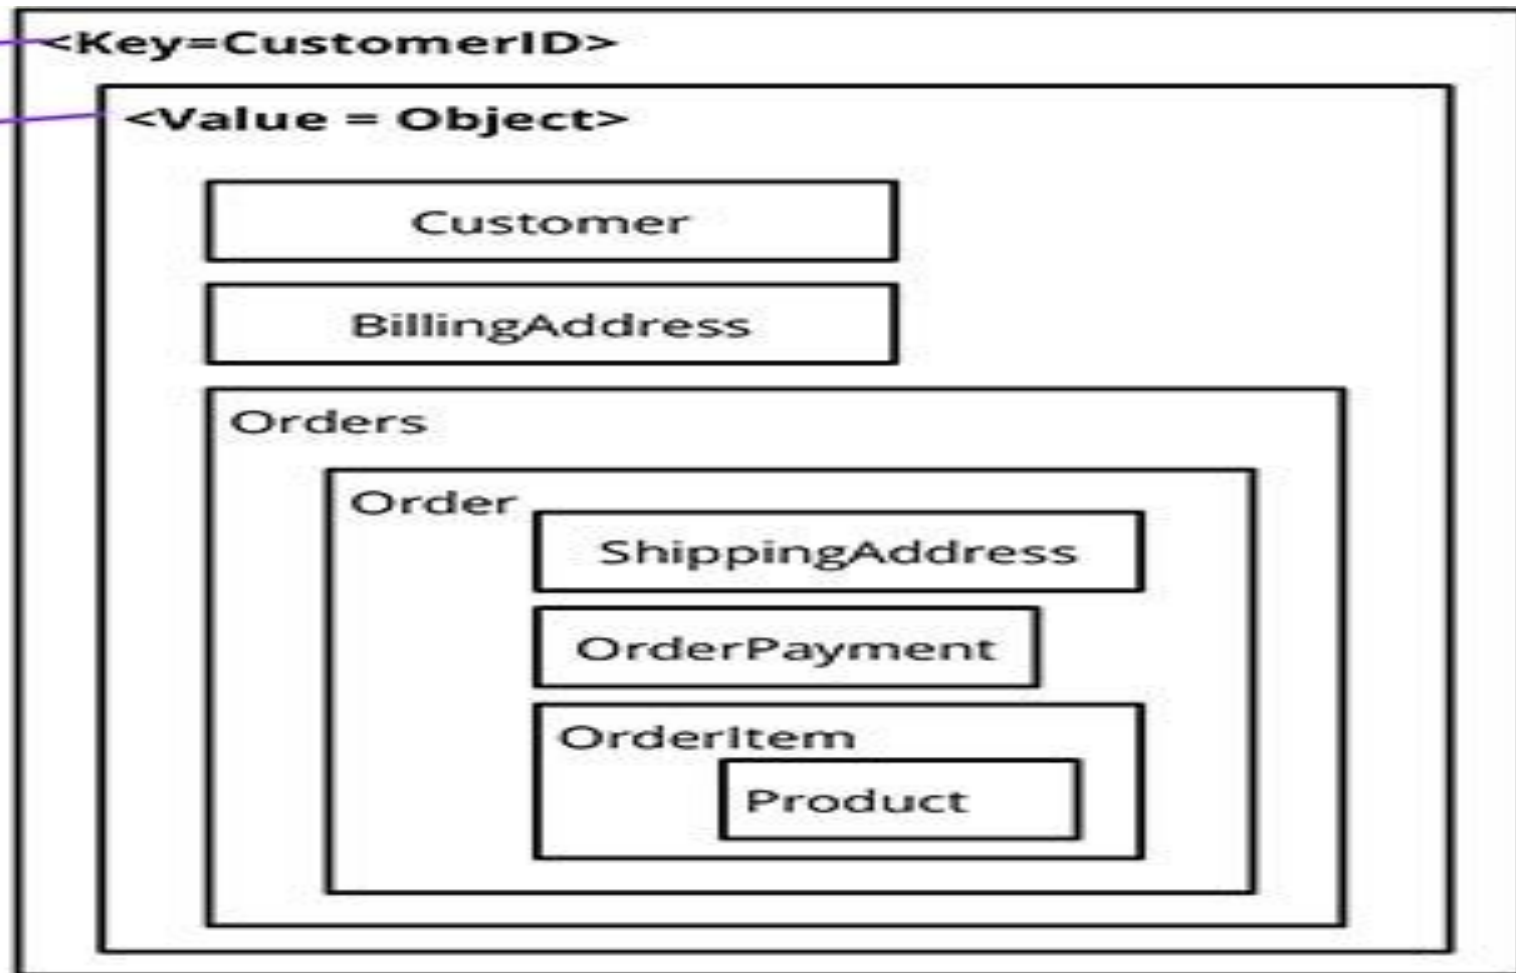 <Key=CustomerID>
<Value = Object>
Customer
BillingAddress
Orders
Order
ShippingAddress
OrderPayment
OrderItem
Product